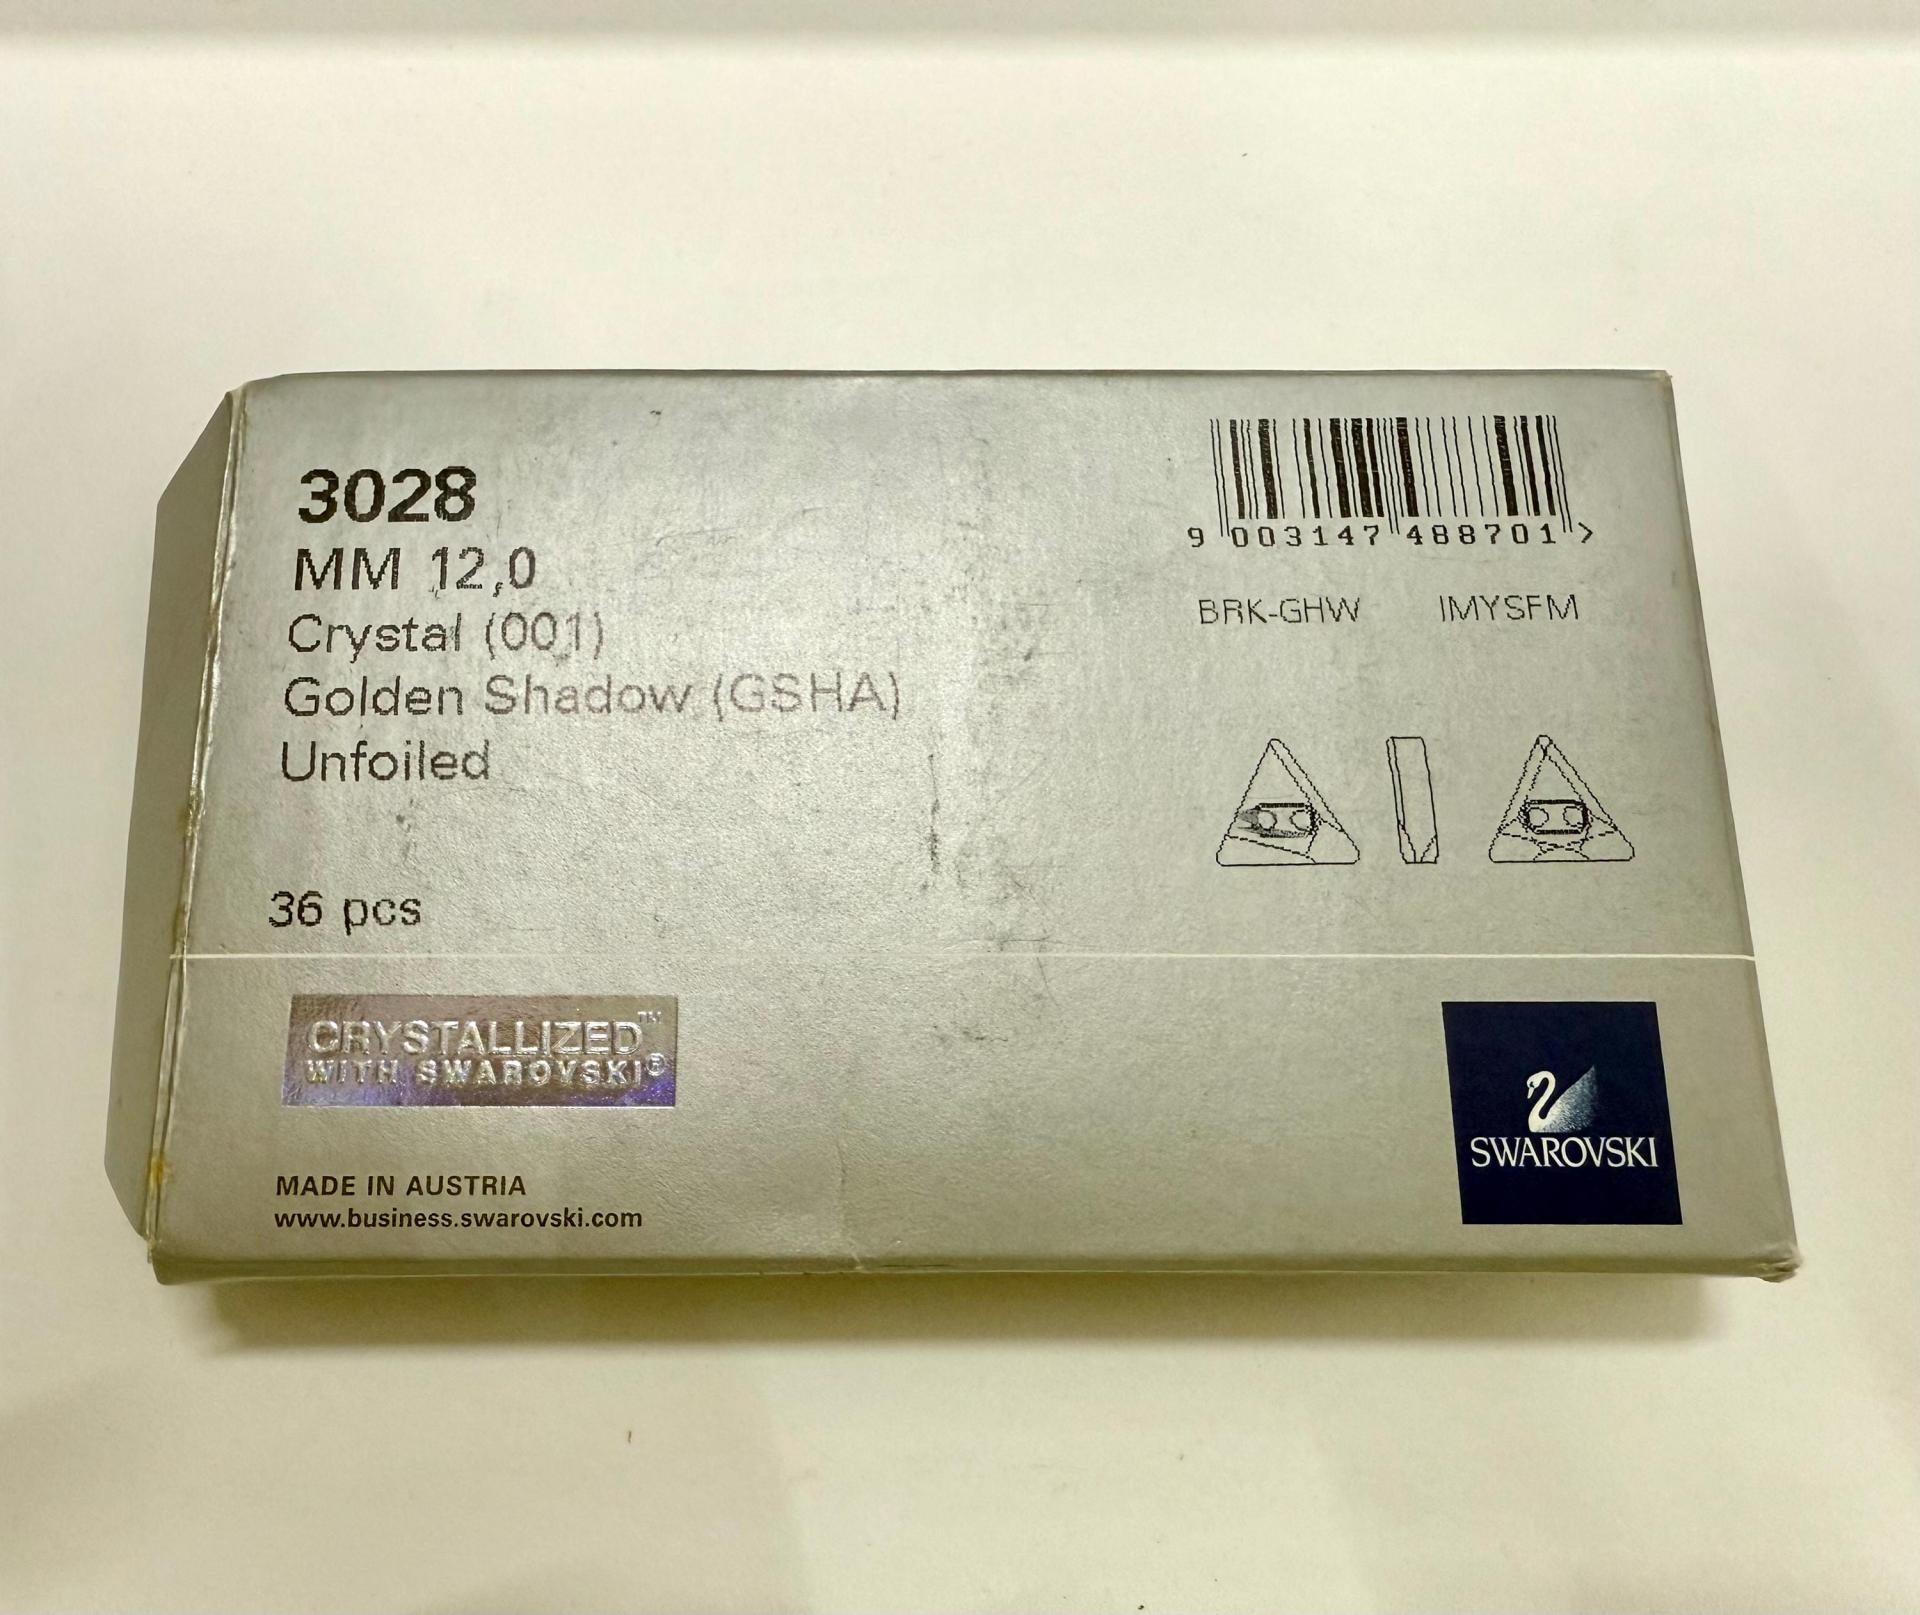 3028
MM 12,0
Crystal (001)
Golden Shadow (GSHA)
Unfoiled
36 pcs
9 003147 488701 >
BRK-GHW IMYSFM
CRYSTALLIZED™
WITH SWAROVSKI®
MADE IN AUSTRIA
www.business.swarovski.com
SWAROVSKI